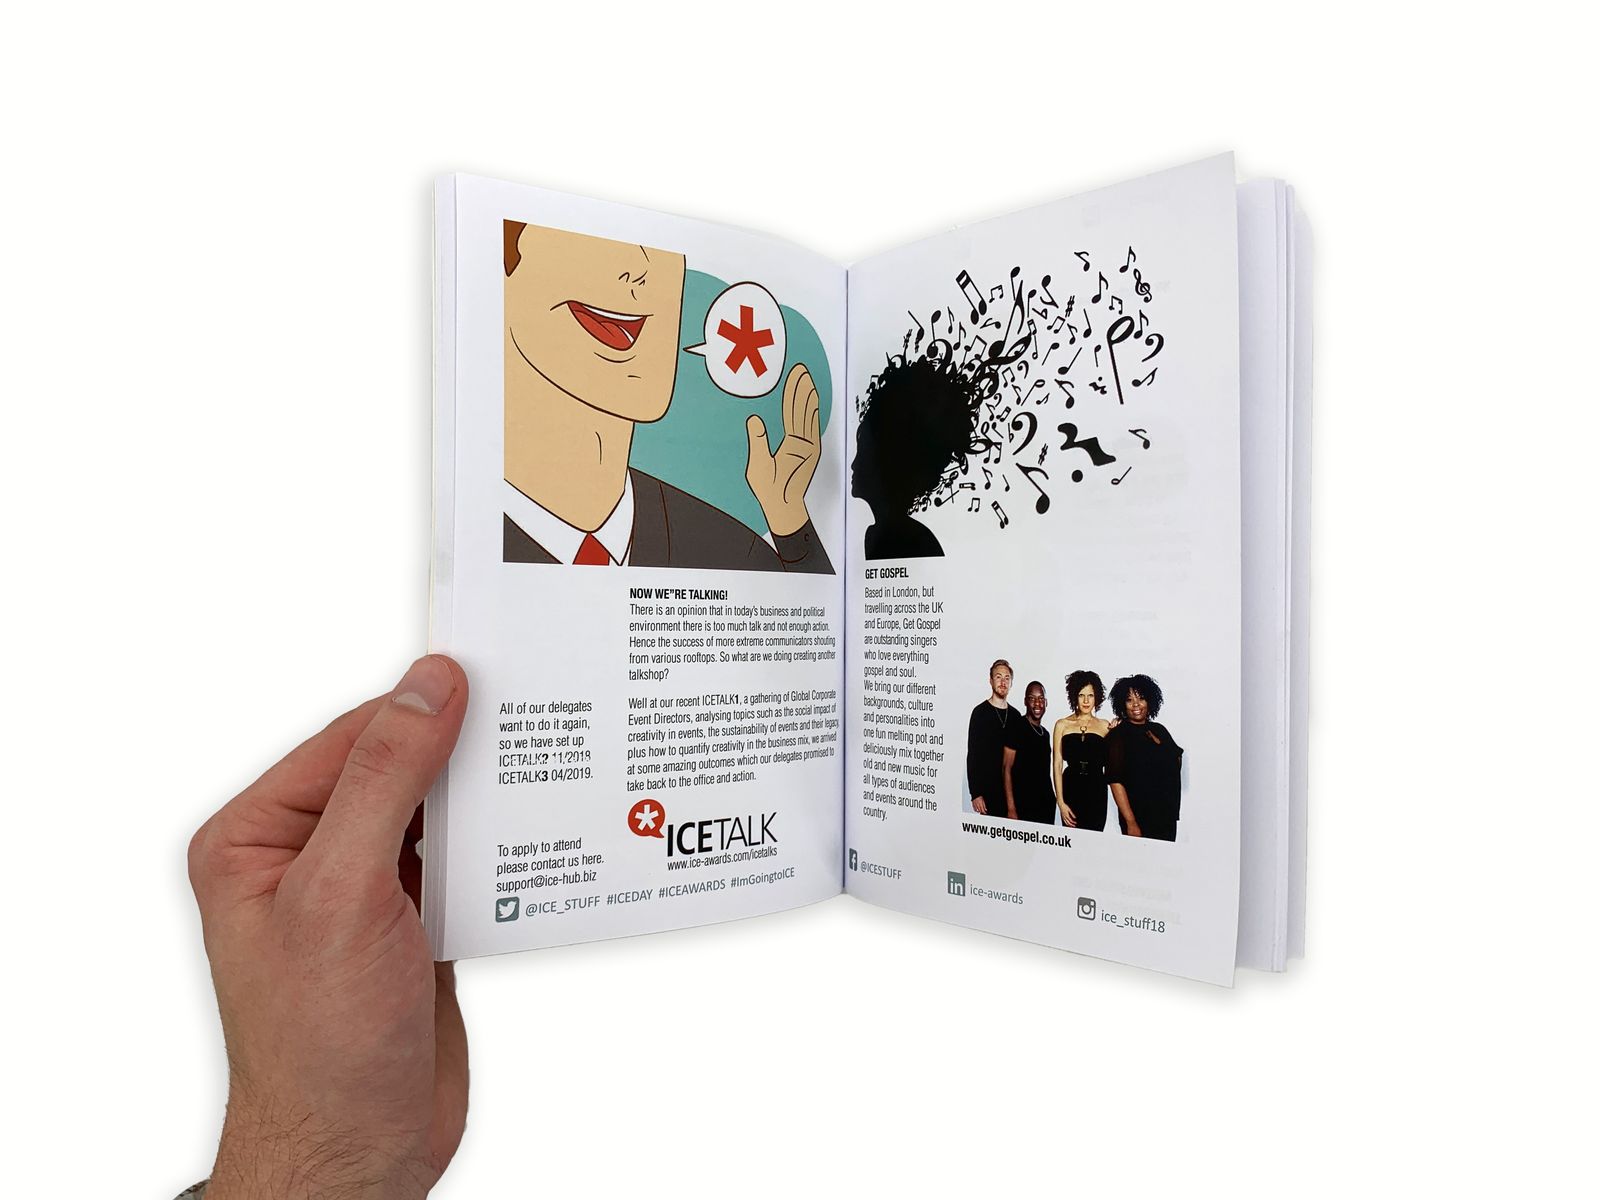 NOW WE"RE TALKING!
There is an opinion that in today's business and political
environment there is too much talk and not enough action.
Hence the success of more extreme communicators shouting
from various rooftops. So what are we doing creating another
talkshop?
Well at our recent ICETALK1, a gathering of Global Corporate
Event Directors, analysing topics such as the social impact of
creativity in events, the sustainability of events and their legacy
plus how to quantify creativity in the business mix, we arrived
at some amazing outcomes which our delegates promised to
take back to the office and action.
All of our delegates
want to do it again,
so we have set up
ICETALK2 11/2018
ICETALK3 04/2019.
To apply to attend
please contact us here.
support@ice-hub.biz
ICETALK
www.ice-awards.com/icetalks
@ICE_STUFF #ICEDAY #ICEAWARDS #ImGoingtoICE
GET GOSPEL
Based in London, but
travelling across the UK
and Europe, Get Gospel
are outstanding singers
who love everything
gospel and soul.
We bring our different
backgrounds, culture
and personalities into
one fun melting pot and
deliciously mix together
old and new music for
all types of audiences
and events around the
country.
www.getgospel.co.uk
f @ICESTUFF
in ice-awards
ice_stuff18